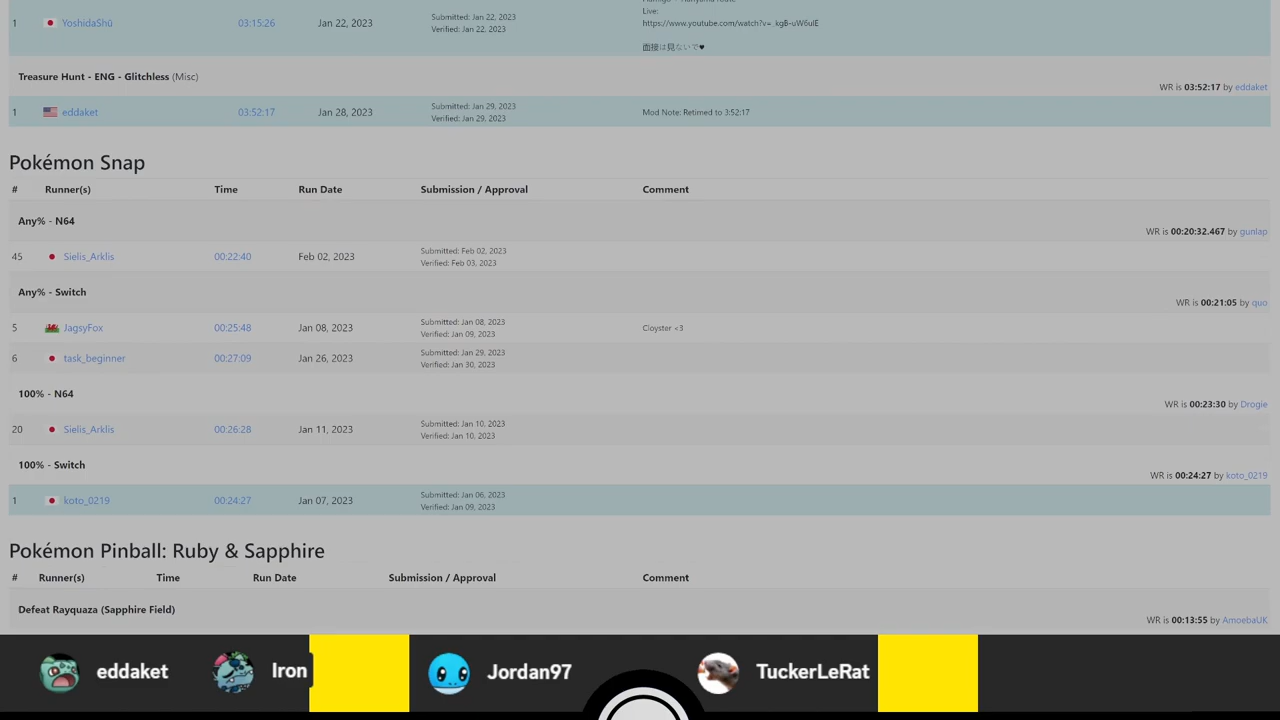 1 YoshidaShū 03:15:26 Jan 22, 2023 Submitted: Jan 22, 2023
Verified: Jan 22, 2023
Live:
https://www.youtube.com/watch?v=_kgB-uW6uIE
面接は見ないで♥
Treasure Hunt - ENG - Glitchless (Misc)
WR is 03:52:17 by eddaket
1 eddaket 03:52:17 Jan 28, 2023 Submitted: Jan 29, 2023
Verified: Jan 29, 2023
Mod Note: Retimed to 3:52:17
Pokémon Snap
# Runner(s) Time Run Date Submission / Approval Comment
Any% - N64
WR is 00:20:32.467 by gunlap
45 Sielis_Arklis 00:22:40 Feb 02, 2023 Submitted: Feb 02, 2023
Verified: Feb 03, 2023
Any% - Switch
WR is 00:21:05 by quo
5 JagsyFox 00:25:48 Jan 08, 2023 Submitted: Jan 08, 2023
Verified: Jan 09, 2023
Cloyster <3
6 task_beginner 00:27:09 Jan 26, 2023 Submitted: Jan 29, 2023
Verified: Jan 30, 2023
100% - N64
WR is 00:23:30 by Drogie
20 Sielis_Arklis 00:26:28 Jan 11, 2023 Submitted: Jan 10, 2023
Verified: Jan 10, 2023
100% - Switch
WR is 00:24:27 by koto_0219
1 koto_0219 00:24:27 Jan 07, 2023 Submitted: Jan 06, 2023
Verified: Jan 09, 2023
Pokémon Pinball: Ruby & Sapphire
# Runner(s) Time Run Date Submission / Approval Comment
Defeat Rayquaza (Sapphire Field)
WR is 00:13:55 by AmoebaUK
eddaket Iron Jordan97 TuckerLeRat